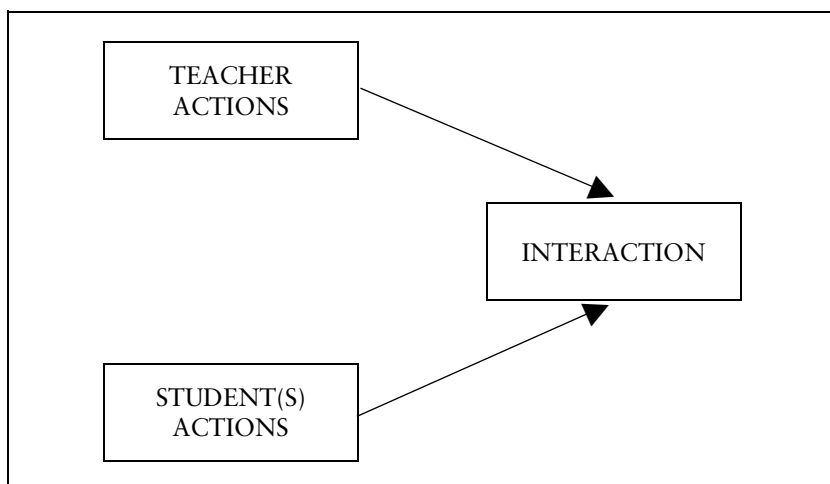 TEACHER
ACTIONS
INTERACTION
STUDENT(S)
ACTIONS